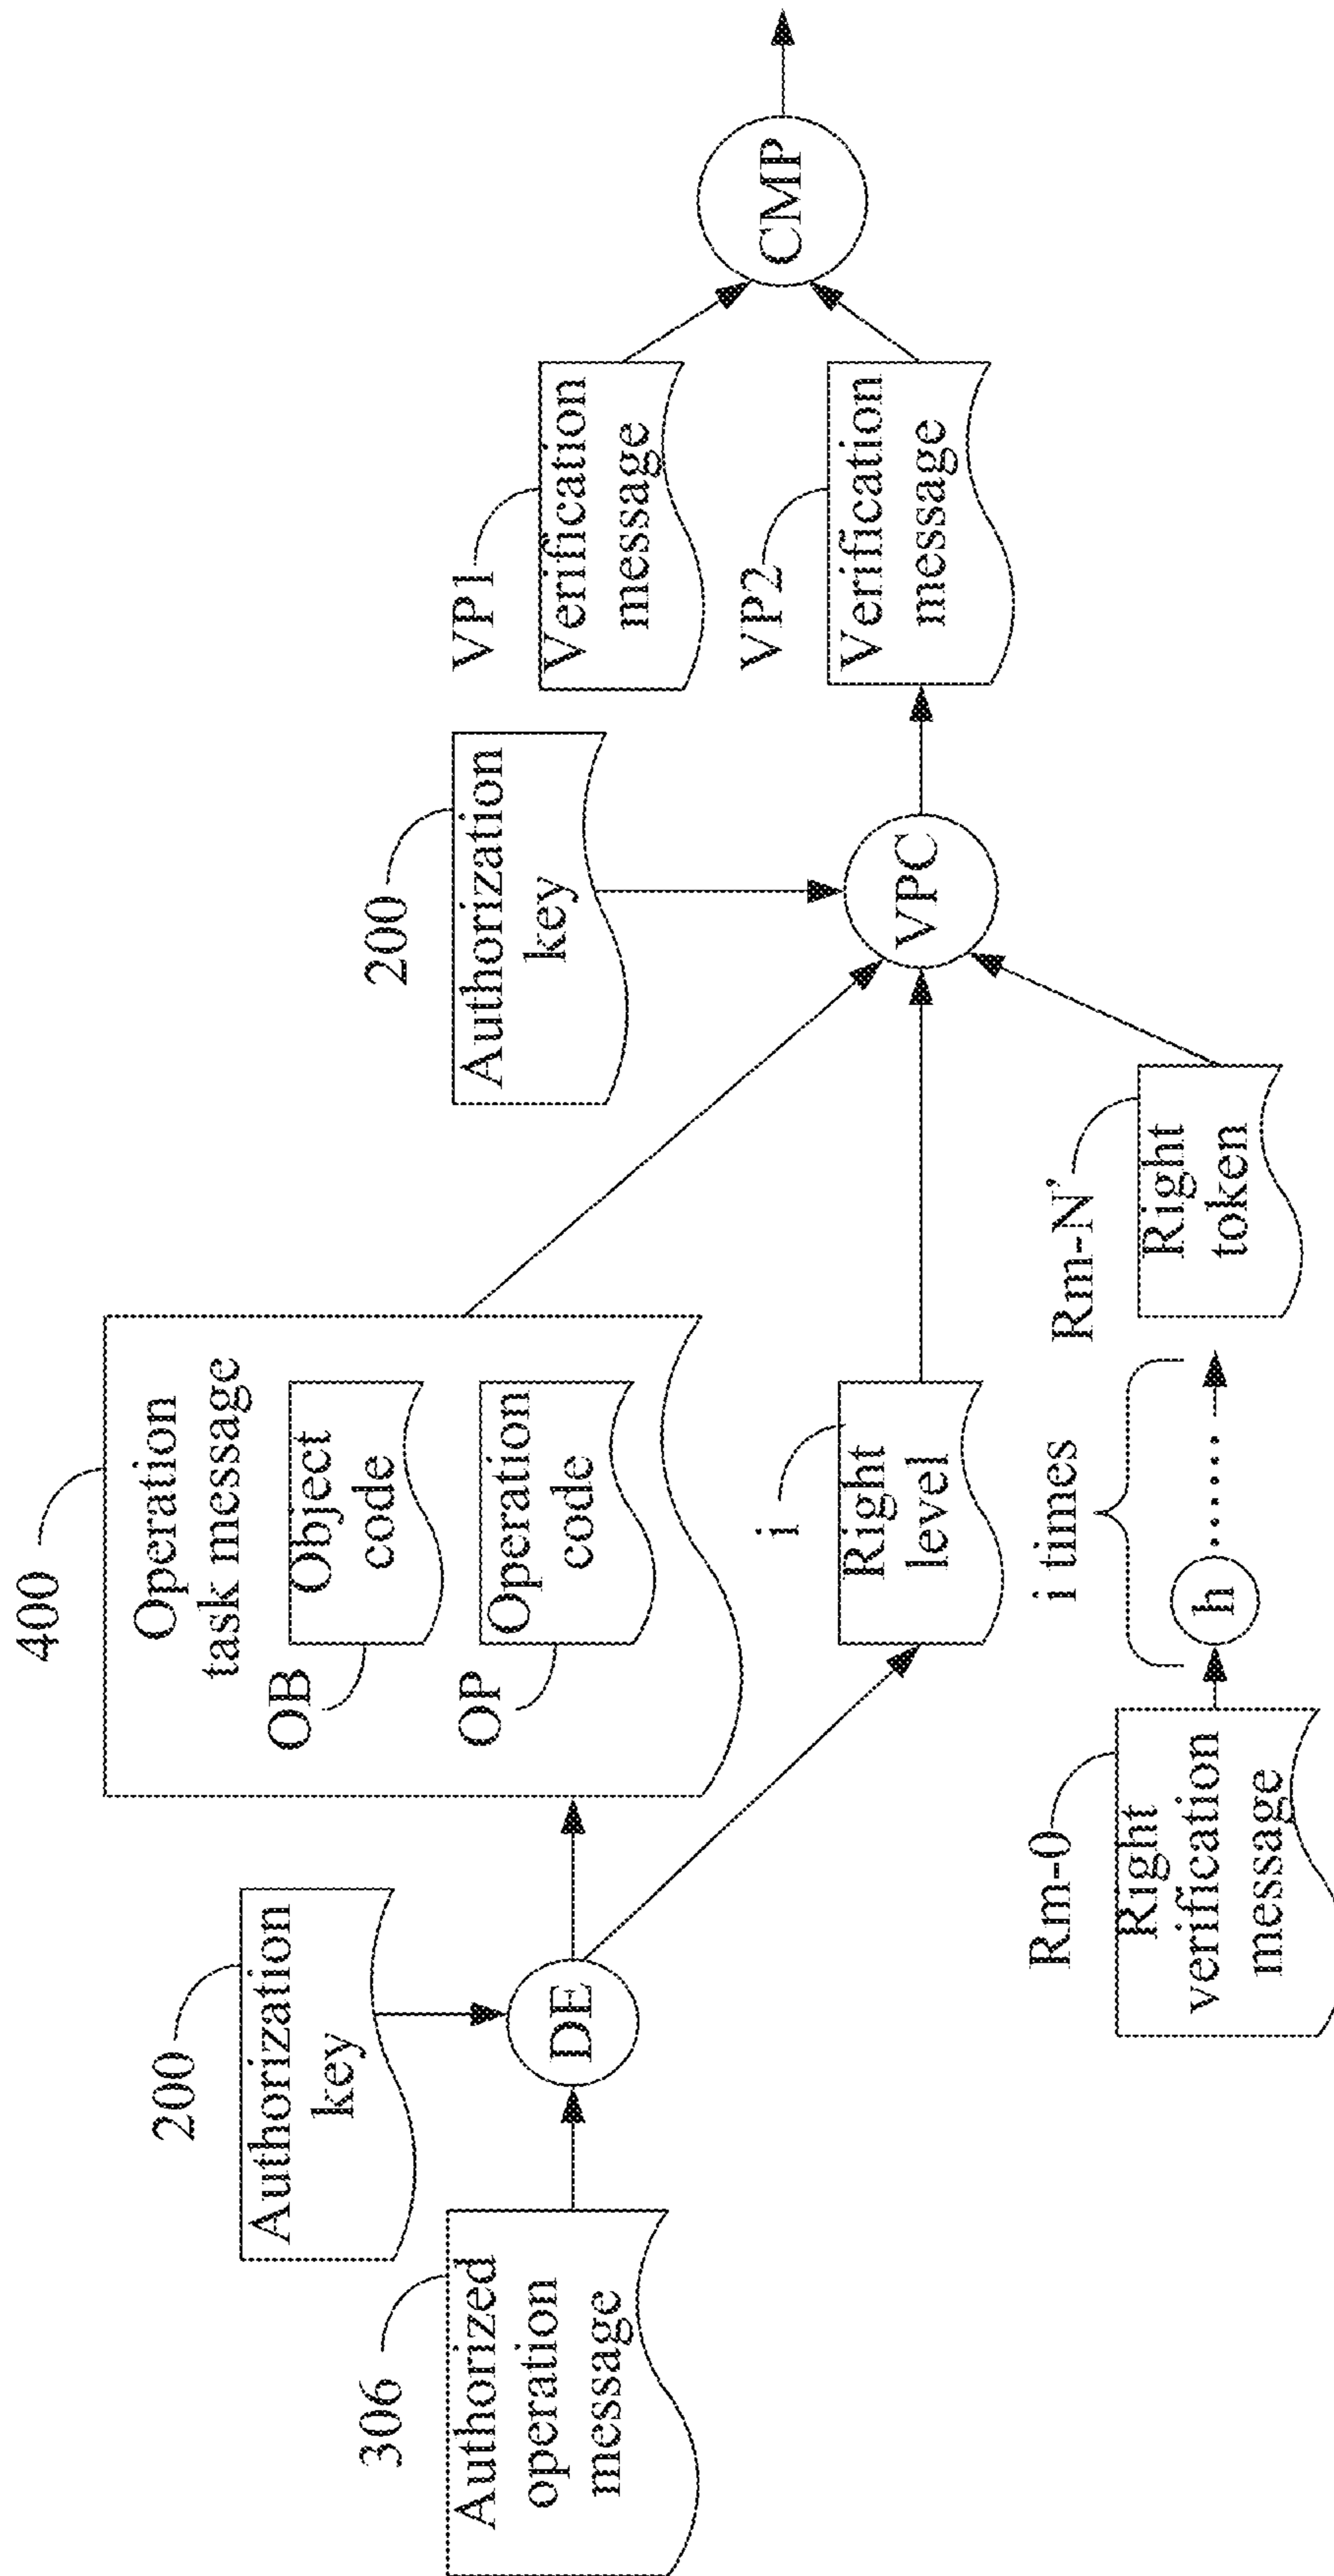 306
Authorized
operation
message
200
Authorization
key
DE
400
Operation
task message
OB
Object
code
OP
Operation
code
i
Right
level
Rm-0
Right
verification
message
h
i times
Rm-N'
Right
token
200
Authorization
key
VPC
VP1
Verification
message
VP2
Verification
message
CMP